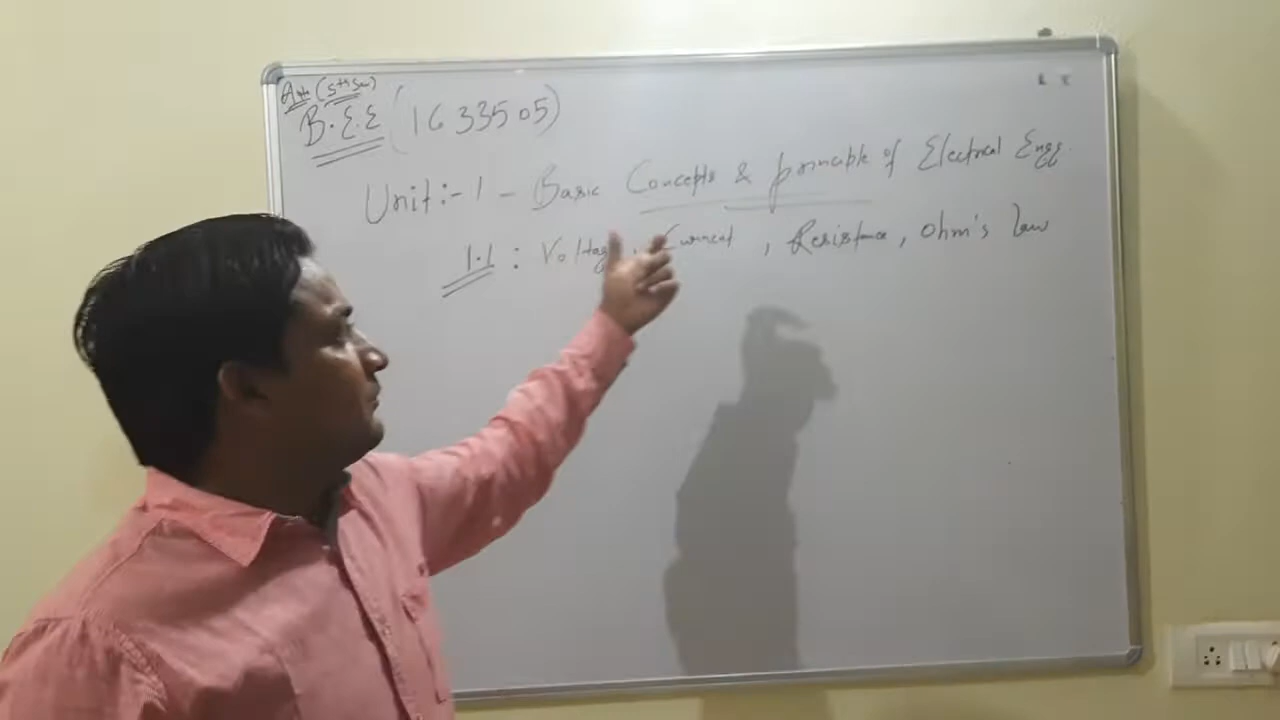 (5th Sem)
B.E.E (1633505)
Unit:-1 - Basic Concepts & principle of Electrical Engg.
1.1 : Voltage, Current, Resistance, Ohm's law